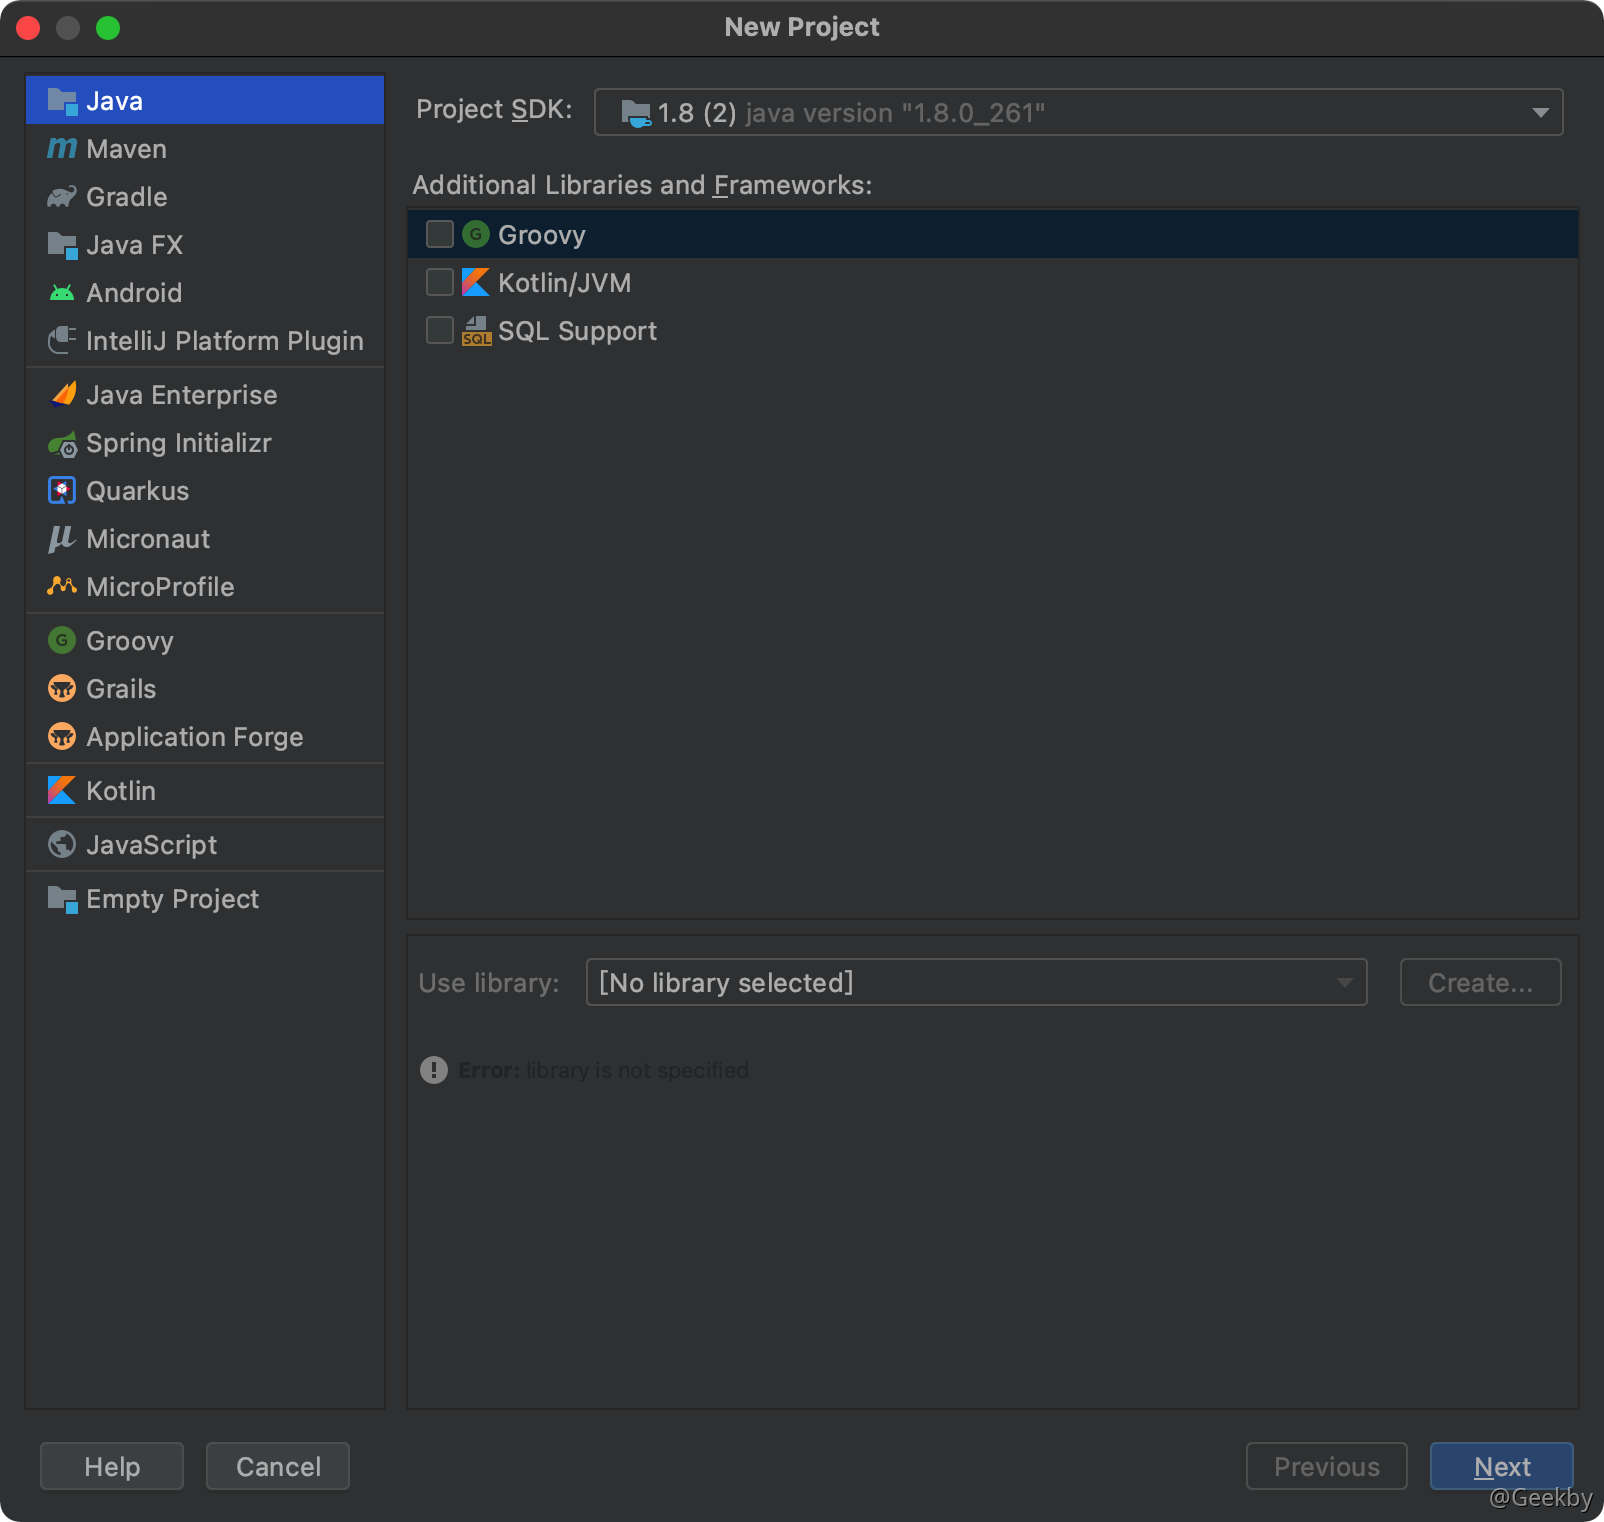 New Project
Java
Maven
Gradle
Java FX
Android
IntelliJ Platform Plugin
Java Enterprise
Spring Initializr
Quarkus
Micronaut
MicroProfile
Groovy
Grails
Application Forge
Kotlin
JavaScript
Empty Project
Project SDK: 1.8 (2) java version "1.8.0_261"
Additional Libraries and Frameworks:
G Groovy
Kotlin/JVM
SQL SQL Support
Use library: [No library selected] Create...
Error: library is not specified
Help Cancel Previous Next
@Geekby